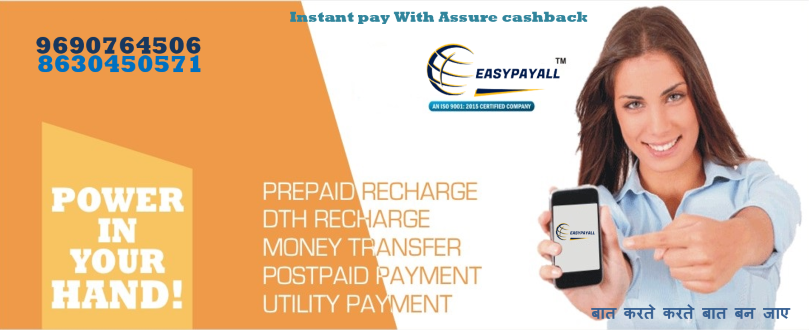 Instant pay With Assure cashback
9690764506
8630450571
EASYPAYALL TM
AN ISO 9001: 2015 CERTIFIED COMPANY
POWER
IN
YOUR
HAND!
PREPAID RECHARGE
DTH RECHARGE
MONEY TRANSFER
POSTPAID PAYMENT
UTILITY PAYMENT
EASYPAYALL
बात करते करते बात बन जाए